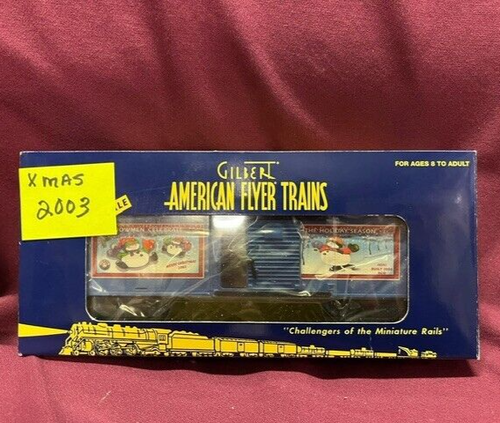 XMAS
2003
GILBERT
AMERICAN FLYER TRAINS
FOR AGES 8 TO ADULT
THE HOLIDAY SEASON
"Challengers of the Miniature Rails"